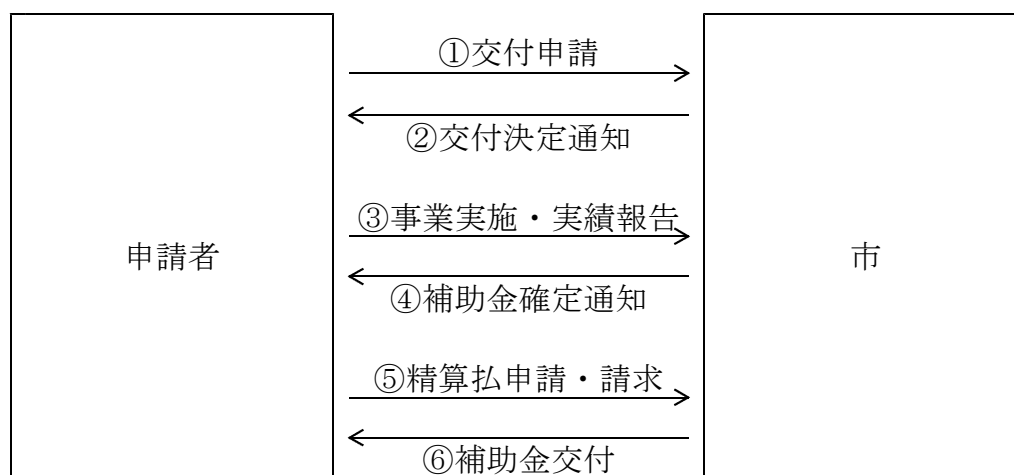 ①交付申請
②交付決定通知
③事業実施・実績報告
申請者
市
④補助金確定通知
⑤精算払申請・請求
⑥補助金交付